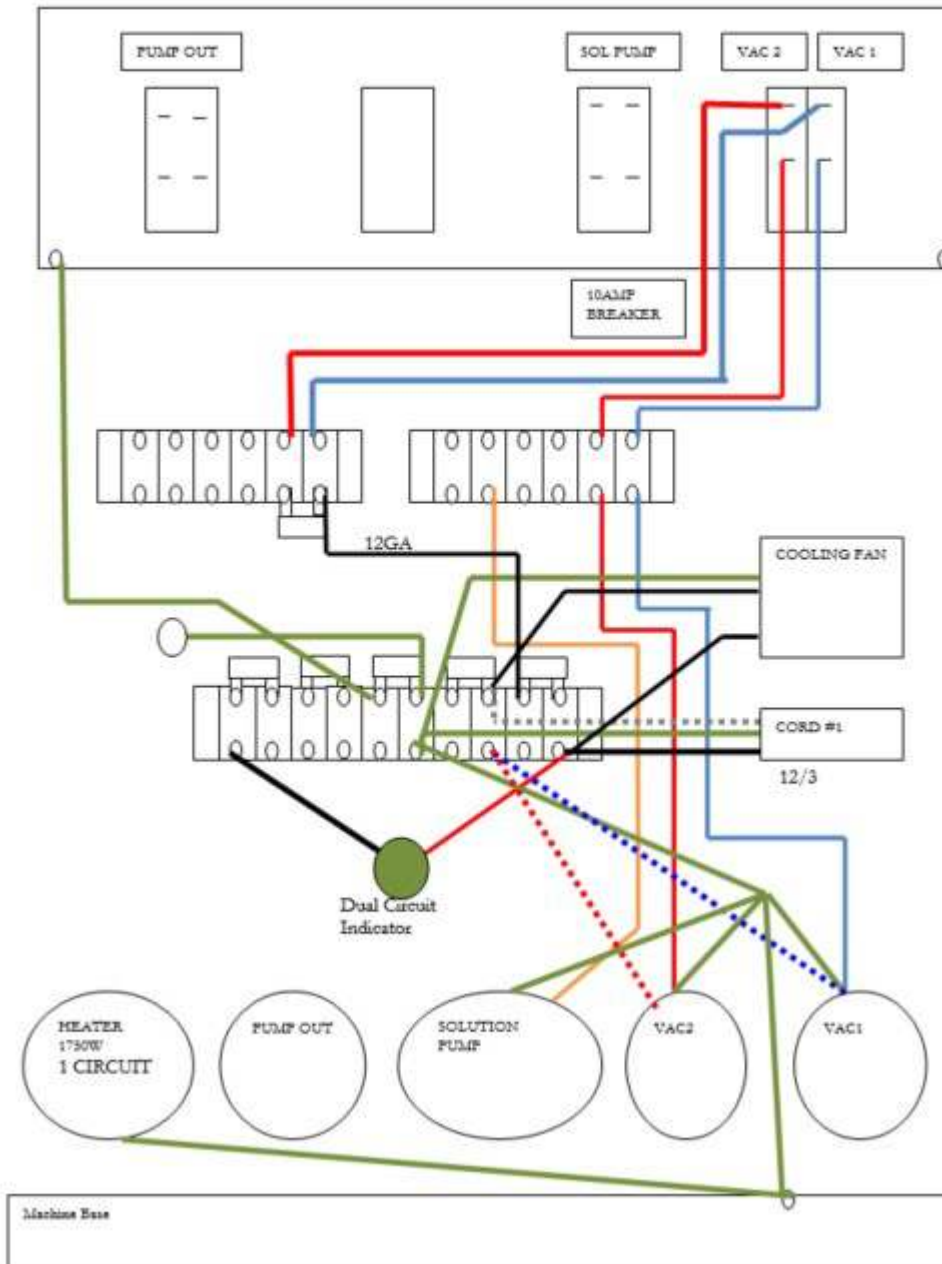 PUMP OUT
SOL PUMP
VAC 2
VAC 1
10AMP
BREAKER
12GA
COOLING FAN
CORD #1
12/3
Dual Circuit
Indicator
HEATER
1750W
1 CIRCUIT
PUMP OUT
SOLUTION
PUMP
VAC2
VAC1
Machine Base